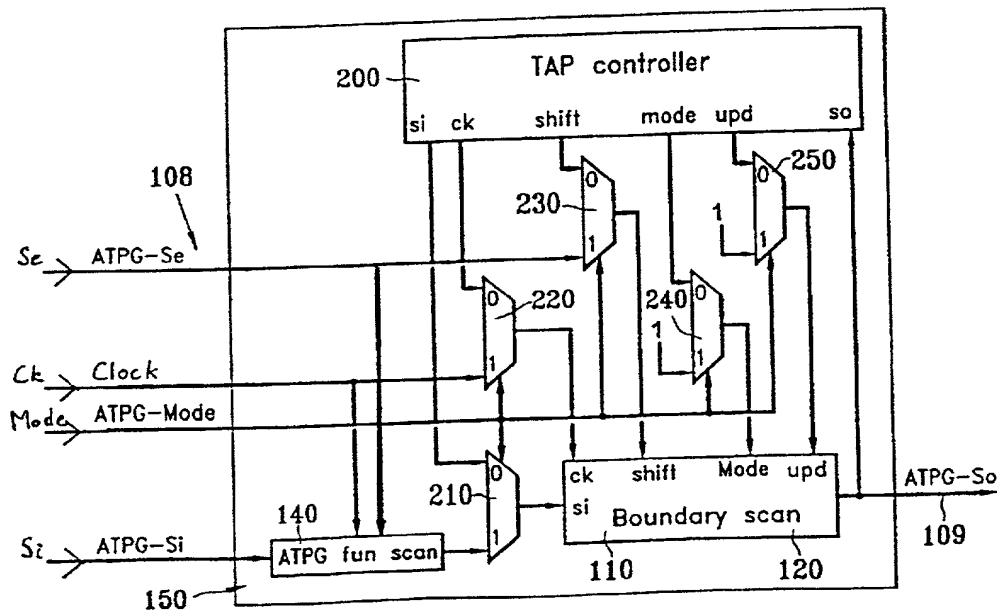 TAP controller
200
si ck shift mode upd so
108
0
230
1
0
250
1
1
Se ATPG-Se
0
220
1
0
240
1
1
Ck Clock
Mode ATPG-Mode
0
210
1
ck shift Mode upd
si
Boundary scan
ATPG-So
109
140
Si ATPG-Si
ATPG fun scan
110
120
150